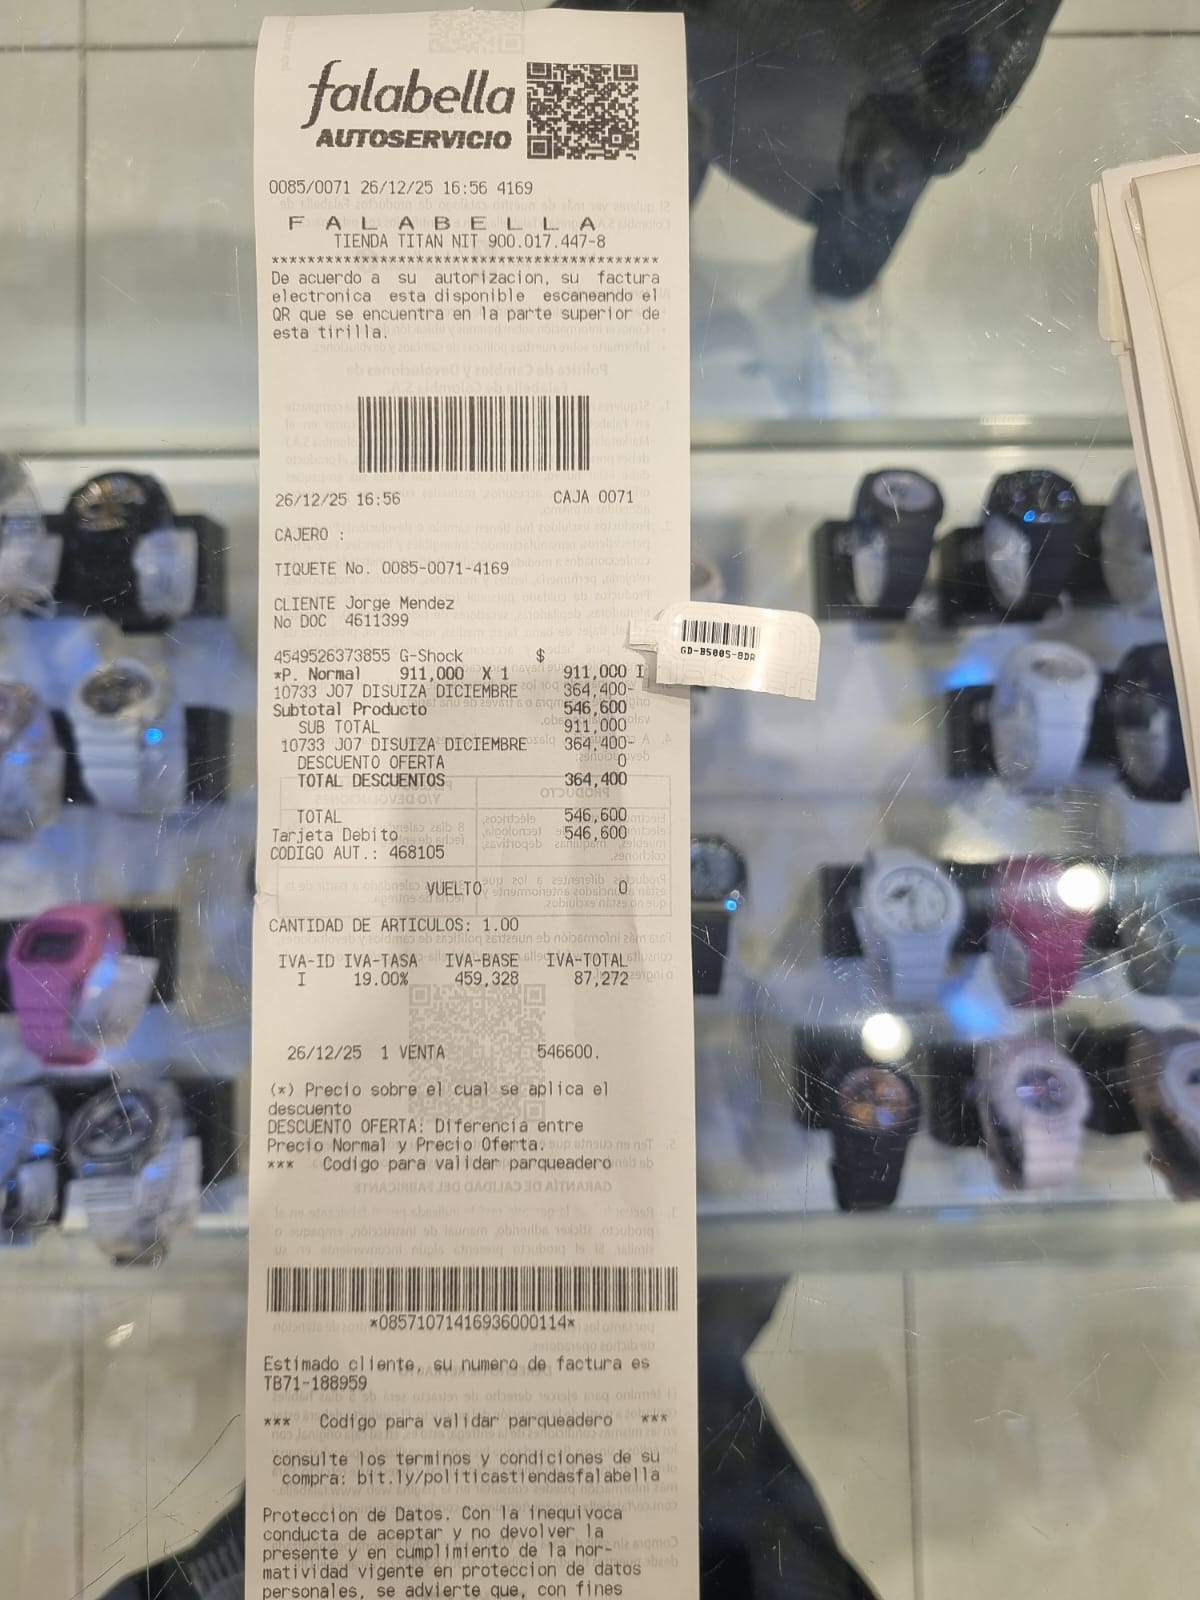 falabella
AUTOSERVICIO
0085/0071 26/12/25 16:56 4169
F A L A B E L L A
TIENDA TITAN NIT 900.017.447-8
******************************************
De acuerdo a su autorizacion, su factura
electronica esta disponible escaneando el
QR que se encuentra en la parte superior de
esta tirilla.
26/12/25 16:56 CAJA 0071
CAJERO :
TIQUETE No. 0085-0071-4169
CLIENTE Jorge Mendez
No DOC 4611399
4549526373855 G-Shock $
*P. Normal 911,000 X 1 911,000 I
10733 J07 DISUIZA DICIEMBRE 364,400-
Subtotal Producto 546,600
SUB TOTAL 911,000
10733 J07 DISUIZA DICIEMBRE 364,400-
DESCUENTO OFERTA 0
TOTAL DESCUENTOS 364,400
TOTAL 546,600
Tarjeta Debito 546,600
CODIGO AUT.: 468105
VUELTO 0
CANTIDAD DE ARTICULOS: 1.00
IVA-ID IVA-TASA IVA-BASE IVA-TOTAL
I 19.00% 459,328 87,272
26/12/25 1 VENTA 546600.
(*) Precio sobre el cual se aplica el
descuento
DESCUENTO OFERTA: Diferencia entre
Precio Normal y Precio Oferta.
*** Codigo para validar parqueadero
*08571071416936000114*
Estimado cliente, su numero de factura es
TB71-188959
*** Codigo para validar parqueadero ***
consulte los terminos y condiciones de su
compra: bit.ly/politicastiendasfalabella
Proteccion de Datos. Con la inequivoca
conducta de aceptar y no devolver la
presente y en cumplimiento de la nor-
matividad vigente en proteccion de datos
personales, se advierte que, con fines
GD-B500S-8DR